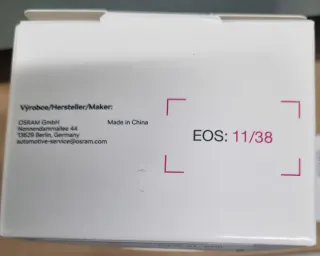 Výrobce/Hersteller/Maker:
OSRAM GmbH
Nonnendammallee 44
13629 Berlin, Germany
automotive-service@osram.com
Made in China
EOS: 11/38